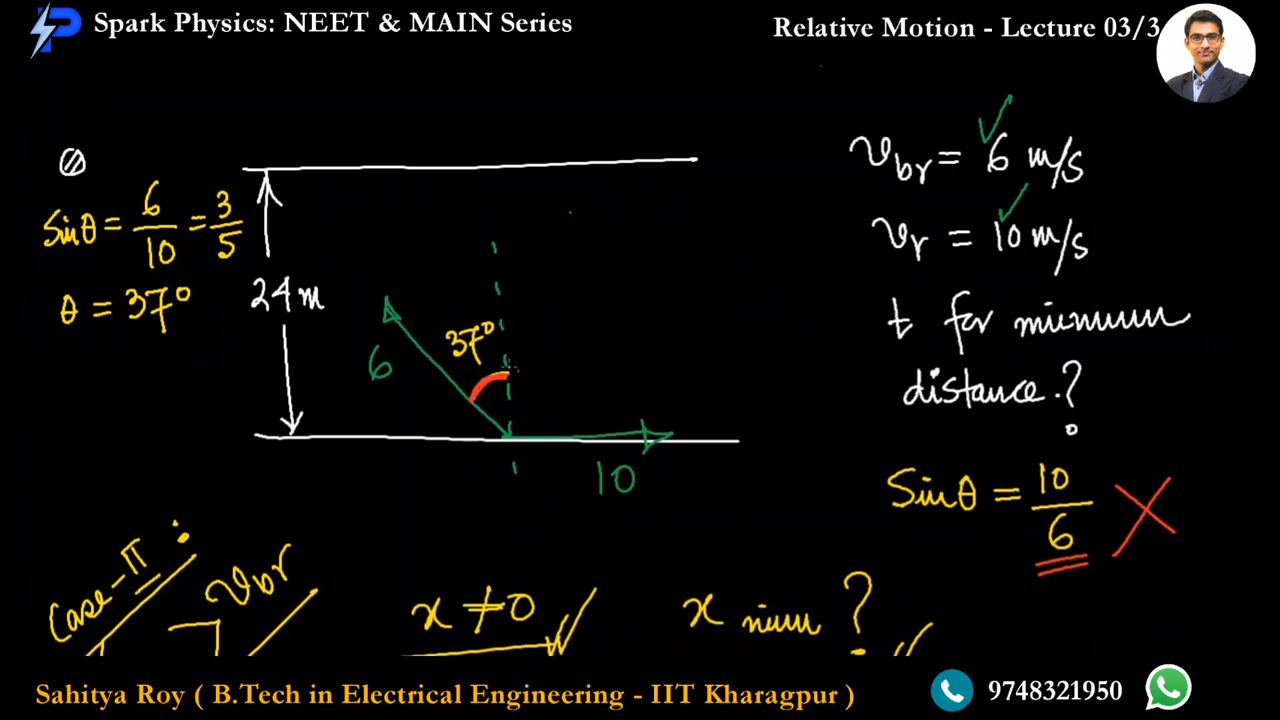 Spark Physics: NEET & MAIN Series
Relative Motion - Lecture 03/3
Sinθ = 6/10 = 3/5
θ = 37°
24m
6
37°
10
v_br = 6 m/s
v_r = 10 m/s
t for minimum
distance?
Sinθ = 10/6
Case-II:
v_br
x ≠ 0
x mim?
Sahitya Roy ( B.Tech in Electrical Engineering - IIT Kharagpur )
9748321950